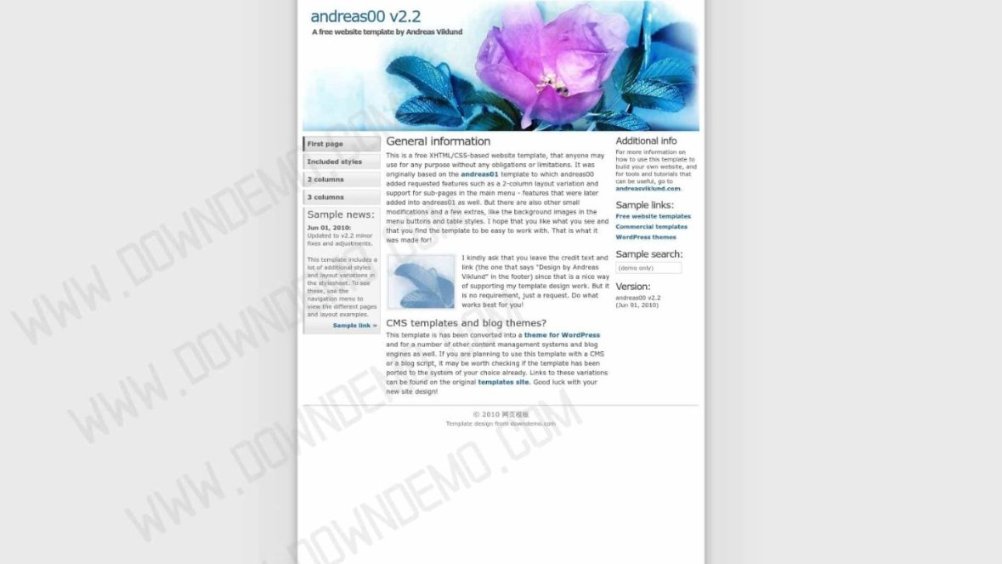 andreas00 v2.2
A free website template by Andreas Viklund
First page
Included styles
2 columns
3 columns
Sample news:
Jun 01, 2010:
Updated to v2.2 minor
fixes and adjustments.
This template includes a
lot of additional styles
and layout variations in
the stylesheet. To see
these, use the
navigation menu to
view the different pages
and layout examples.
Sample link »
General information
This is a free XHTML/CSS-based website template, that anyone may
use for any purpose without any obligations or limitations. It was
originally based on the andreas01 template to which andreas00
added requested features such as a 2-column layout variation and
support for sub-pages in the main menu - features that were later
added into andreas01 as well. But there are also other small
modifications and a few extras, like the background images in the
menu buttons and table styles. I hope that you like what you see and
that you find the template to be easy to work with. That is what it
was made for!
I kindly ask that you leave the credit text and
link (the one that says "Design by Andreas
Viklund" in the footer) since that is a nice way
of supporting my template design work. But it
is no requirement, just a request. Do what
works best for you!
CMS templates and blog themes?
This template is has been converted into a theme for WordPress
and for a number of other content management systems and blog
engines as well. If you are planning to use this template with a CMS
or a blog script, it may be worth checking if the template has been
ported to the system of your choice already. Links to these variations
can be found on the original templates site. Good luck with your
new site design!
Additional info
For more information on
how to use this template to
build your own website, and
for tools and tutorials that
can be useful, go to
andreasviklund.com.
Sample links:
Free website templates
Commercial templates
WordPress themes
Sample search:
(demo only)
Version:
andreas00 v2.2
(Jun 01, 2010)
© 2010 网页模板
Template design from downdemo.com
WWW.DOWNDEMO.COM
WWW.DOWNDEMO.COM
WWW.DOWNDEMO.COM
DOWNDEMO.COM